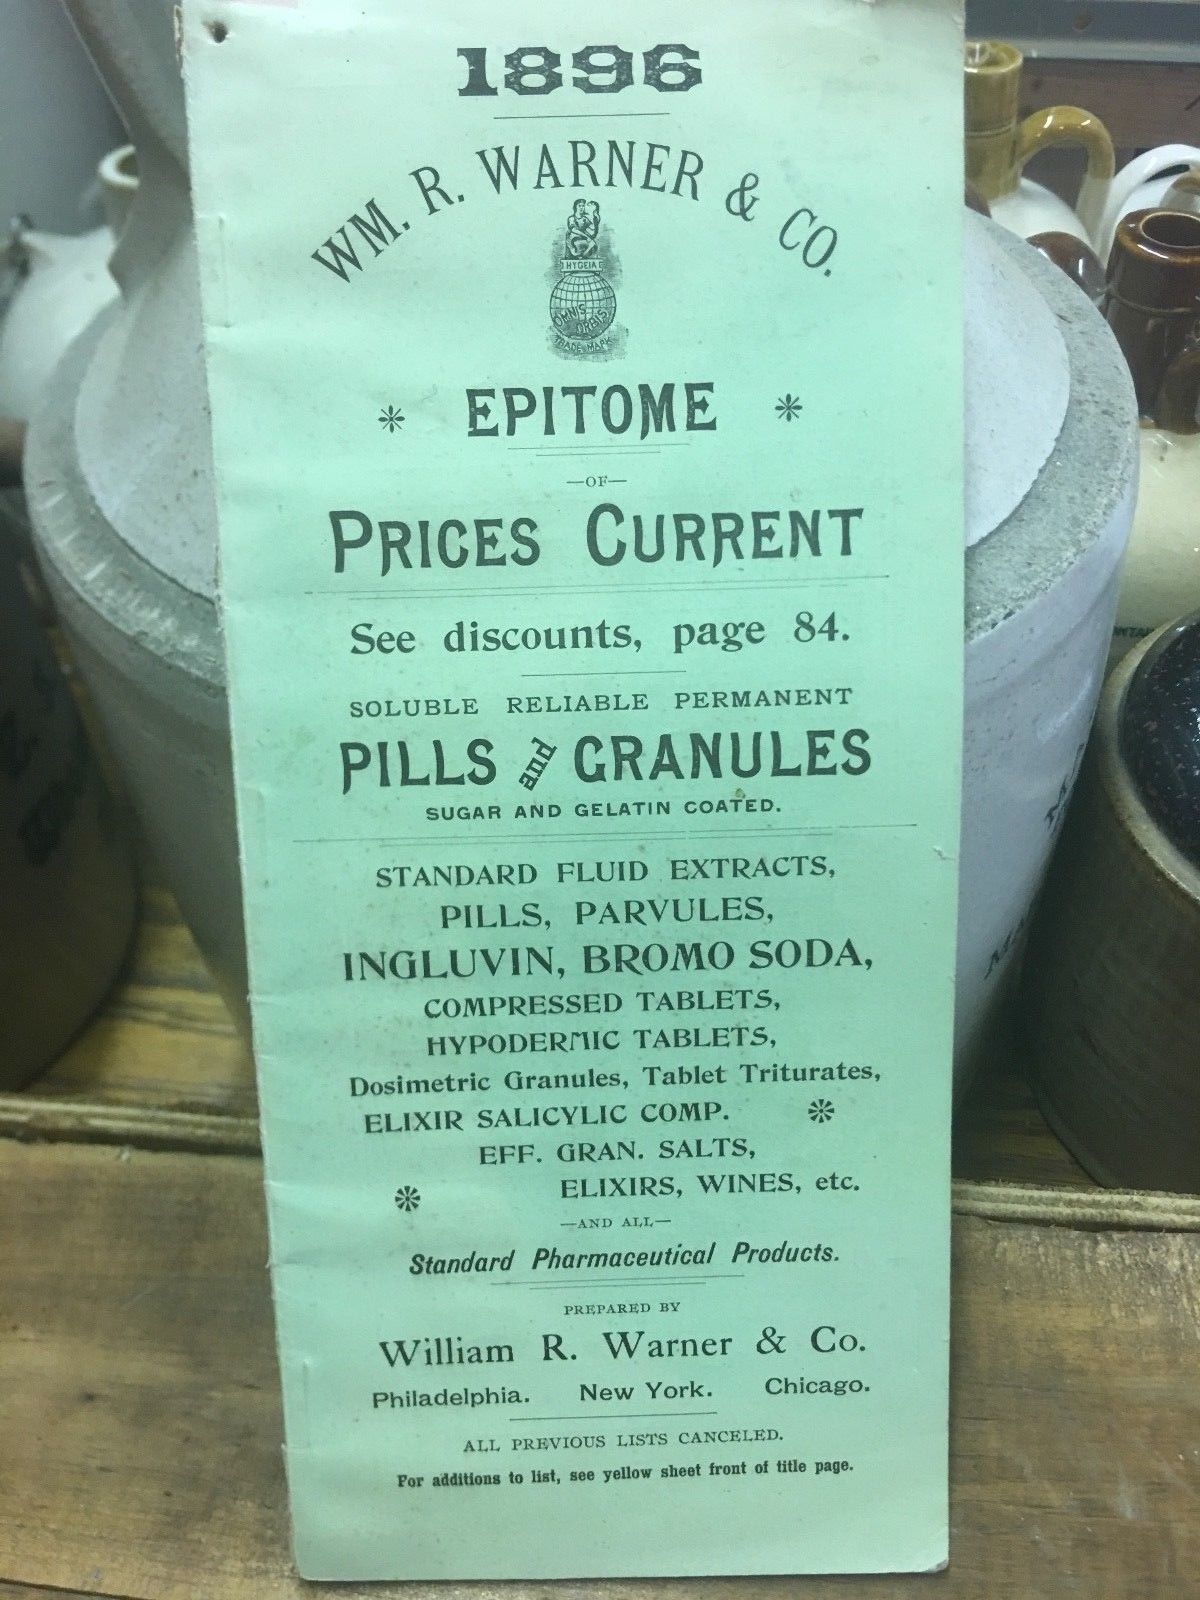 1896
WM. R. WARNER & CO.
HYGEIA
OMNIS
ORBIS
TRADE MARK
EPITOME
—OF—
PRICES CURRENT
See discounts, page 84.
SOLUBLE RELIABLE PERMANENT
PILLS and GRANULES
SUGAR AND GELATIN COATED.
STANDARD FLUID EXTRACTS,
PILLS, PARVULES,
INGLUVIN, BROMO SODA,
COMPRESSED TABLETS,
HYPODERMIC TABLETS,
Dosimetric Granules, Tablet Triturates,
ELIXIR SALICYLIC COMP.
EFF. GRAN. SALTS,
ELIXIRS, WINES, etc.
—AND ALL—
Standard Pharmaceutical Products.
PREPARED BY
William R. Warner & Co.
Philadelphia. New York. Chicago.
ALL PREVIOUS LISTS CANCELED.
For additions to list, see yellow sheet front of title page.